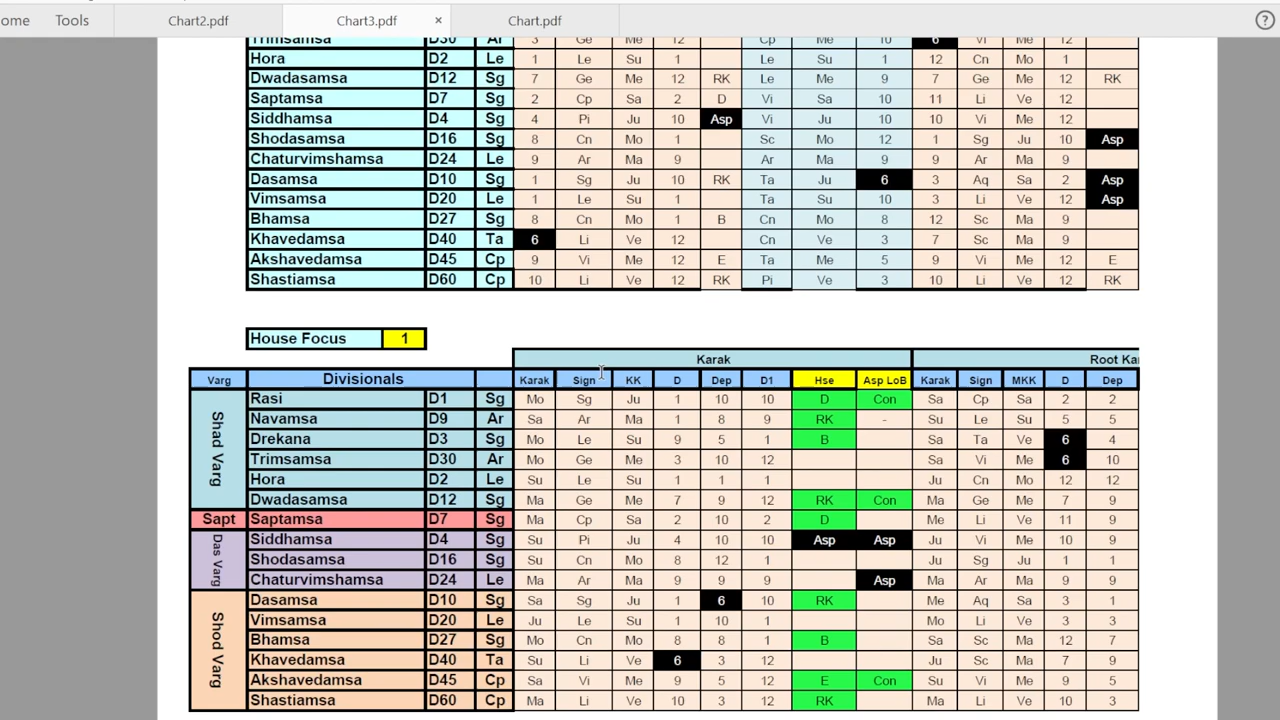 ome Tools Chart2.pdf Chart3.pdf × Chart.pdf ?
Trimsamsa D30 Ar 3 Ge Me 12 Cp Me 10 6 Vi Me 12
Hora D2 Le 1 Le Su 1 Le Su 1 12 Cn Mo 1
Dwadasamsa D12 Sg 7 Ge Me 12 RK Le Me 9 7 Ge Me 12 RK
Saptamsa D7 Sg 2 Cp Sa 2 D Vi Sa 10 11 Li Ve 12
Siddhamsa D4 Sg 4 Pi Ju 10 Asp Vi Ju 10 10 Vi Me 12
Shodasamsa D16 Sg 8 Cn Mo 1 Sc Mo 12 1 Sg Ju 10 Asp
Chaturvimshamsa D24 Le 9 Ar Ma 9 Ar Ma 9 9 Ar Ma 9
Dasamsa D10 Sg 1 Sg Ju 10 RK Ta Ju 6 3 Aq Sa 2 Asp
Vimsamsa D20 Le 1 Le Su 1 Ta Su 10 3 Li Ve 12 Asp
Bhamsa D27 Sg 8 Cn Mo 1 B Cn Mo 8 12 Sc Ma 9
Khavedamsa D40 Ta 6 Li Ve 12 Cn Ve 3 7 Sc Ma 9
Akshavedamsa D45 Cp 9 Vi Me 12 E Ta Me 5 9 Vi Me 12 E
Shastiamsa D60 Cp 10 Li Ve 12 RK Pi Ve 3 10 Li Ve 12 RK
House Focus 1
Karak Root Ka
Varg Divisionals Karak Sign KK D Dep D1 Hse Asp LoB Karak Sign MKK D Dep
Shad Varg
Rasi D1 Sg Mo Sg Ju 1 10 10 D Con Sa Cp Sa 2 2
Navamsa D9 Ar Sa Ar Ma 1 8 9 RK - Su Le Su 5 5
Drekana D3 Sg Mo Le Su 9 5 1 B Sa Ta Ve 6 4
Trimsamsa D30 Ar Mo Ge Me 3 10 12 Sa Vi Me 6 10
Hora D2 Le Su Le Su 1 1 1 Ju Cn Mo 12 12
Dwadasamsa D12 Sg Ma Ge Me 7 9 12 RK Con Ma Ge Me 7 9
Sapt Saptamsa D7 Sg Ma Cp Sa 2 10 2 D Me Li Ve 11 9
Das Varg
Siddhamsa D4 Sg Su Pi Ju 4 10 10 Asp Asp Ju Vi Me 10 9
Shodasamsa D16 Sg Su Cn Mo 8 12 1 Ju Sg Ju 1 1
Chaturvimshamsa D24 Le Ma Ar Ma 9 9 9 Asp Ma Ar Ma 9 9
Shod Varg
Dasamsa D10 Sg Sa Sg Ju 1 6 10 RK Me Aq Sa 3 1
Vimsamsa D20 Le Ju Le Su 1 10 1 Mo Li Ve 3 3
Bhamsa D27 Sg Mo Cn Mo 8 8 1 B Sa Sc Ma 12 7
Khavedamsa D40 Ta Su Li Ve 6 3 12 Ju Sc Ma 7 9
Akshavedamsa D45 Cp Sa Vi Me 9 5 12 E Con Su Vi Me 9 5
Shastiamsa D60 Cp Ma Li Ve 10 3 12 RK Ma Li Ve 10 3